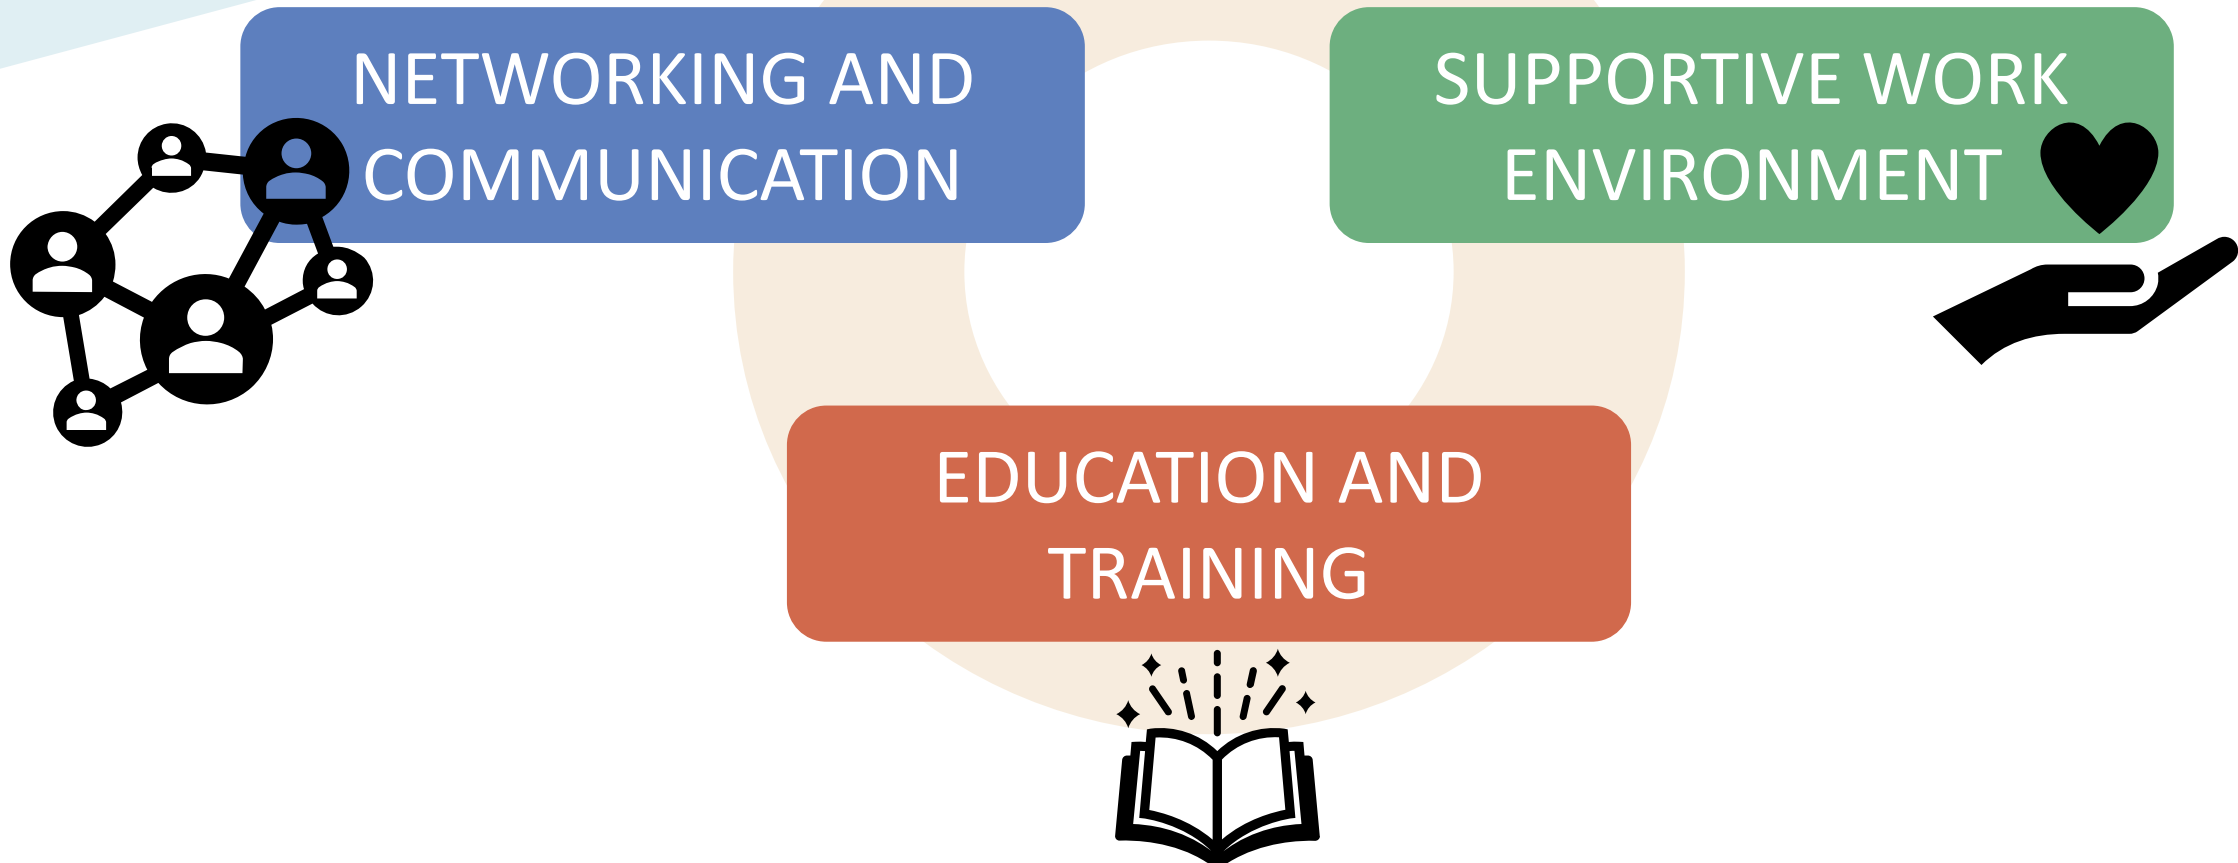 NETWORKING AND
COMMUNICATION
SUPPORTIVE WORK
ENVIRONMENT
EDUCATION AND
TRAINING